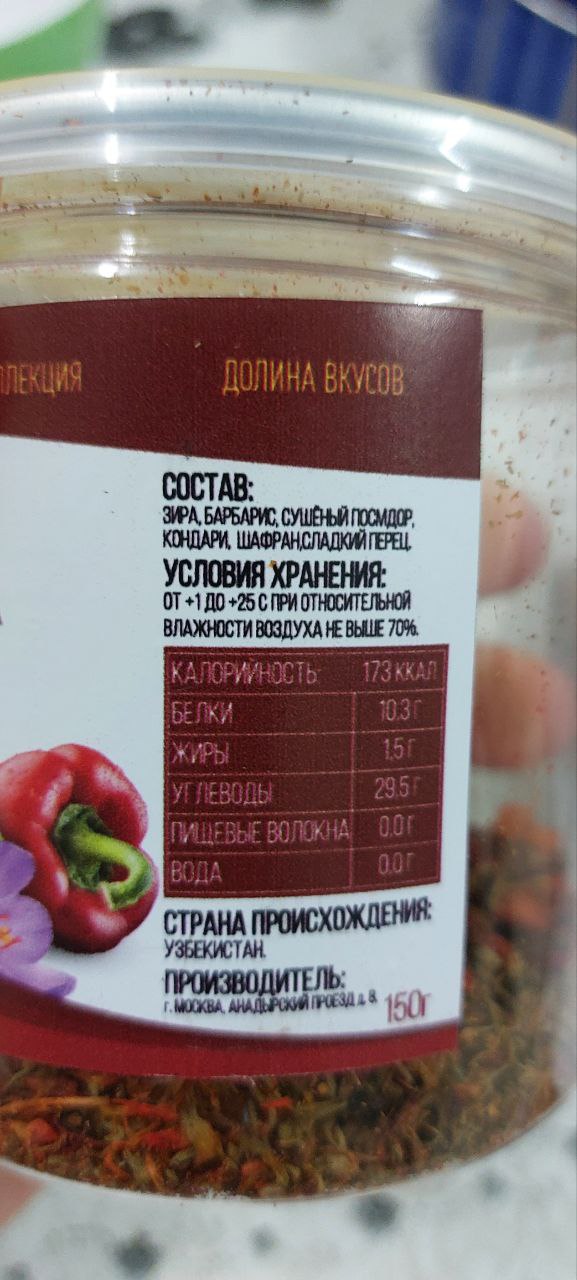 ДОЛИНА ВКУСОВ
СОСТАВ:
ЗИРА, БАРБАРИС, СУШЁНЫЙ ПОСМДОР,
КОНДАРИ, ШАФРАН,СЛАДКИЙ ПЕРЕЦ.
УСЛОВИЯ ХРАНЕНИЯ:
ОТ +1 ДО +25 С ПРИ ОТНОСИТЕЛЬНОЙ
ВЛАЖНОСТИ ВОЗДУХА НЕ ВЫШЕ 70%.
КАЛОРИЙНОСТЬ 173 ККАЛ
БЕЛКИ 10.3 Г
ЖИРЫ 1,5 Г
УГЛЕВОДЫ 29.5 Г
ПИЩЕВЫЕ ВОЛОКНА 0.0 Г
ВОДА 0.0 Г
СТРАНА ПРОИСХОЖДЕНИЯ:
УЗБЕКИСТАН.
ПРОИЗВОДИТЕЛЬ:
Г. МОСКВА, АНАДЫРСКИЙ ПРОЕЗД Д. 8.
150г